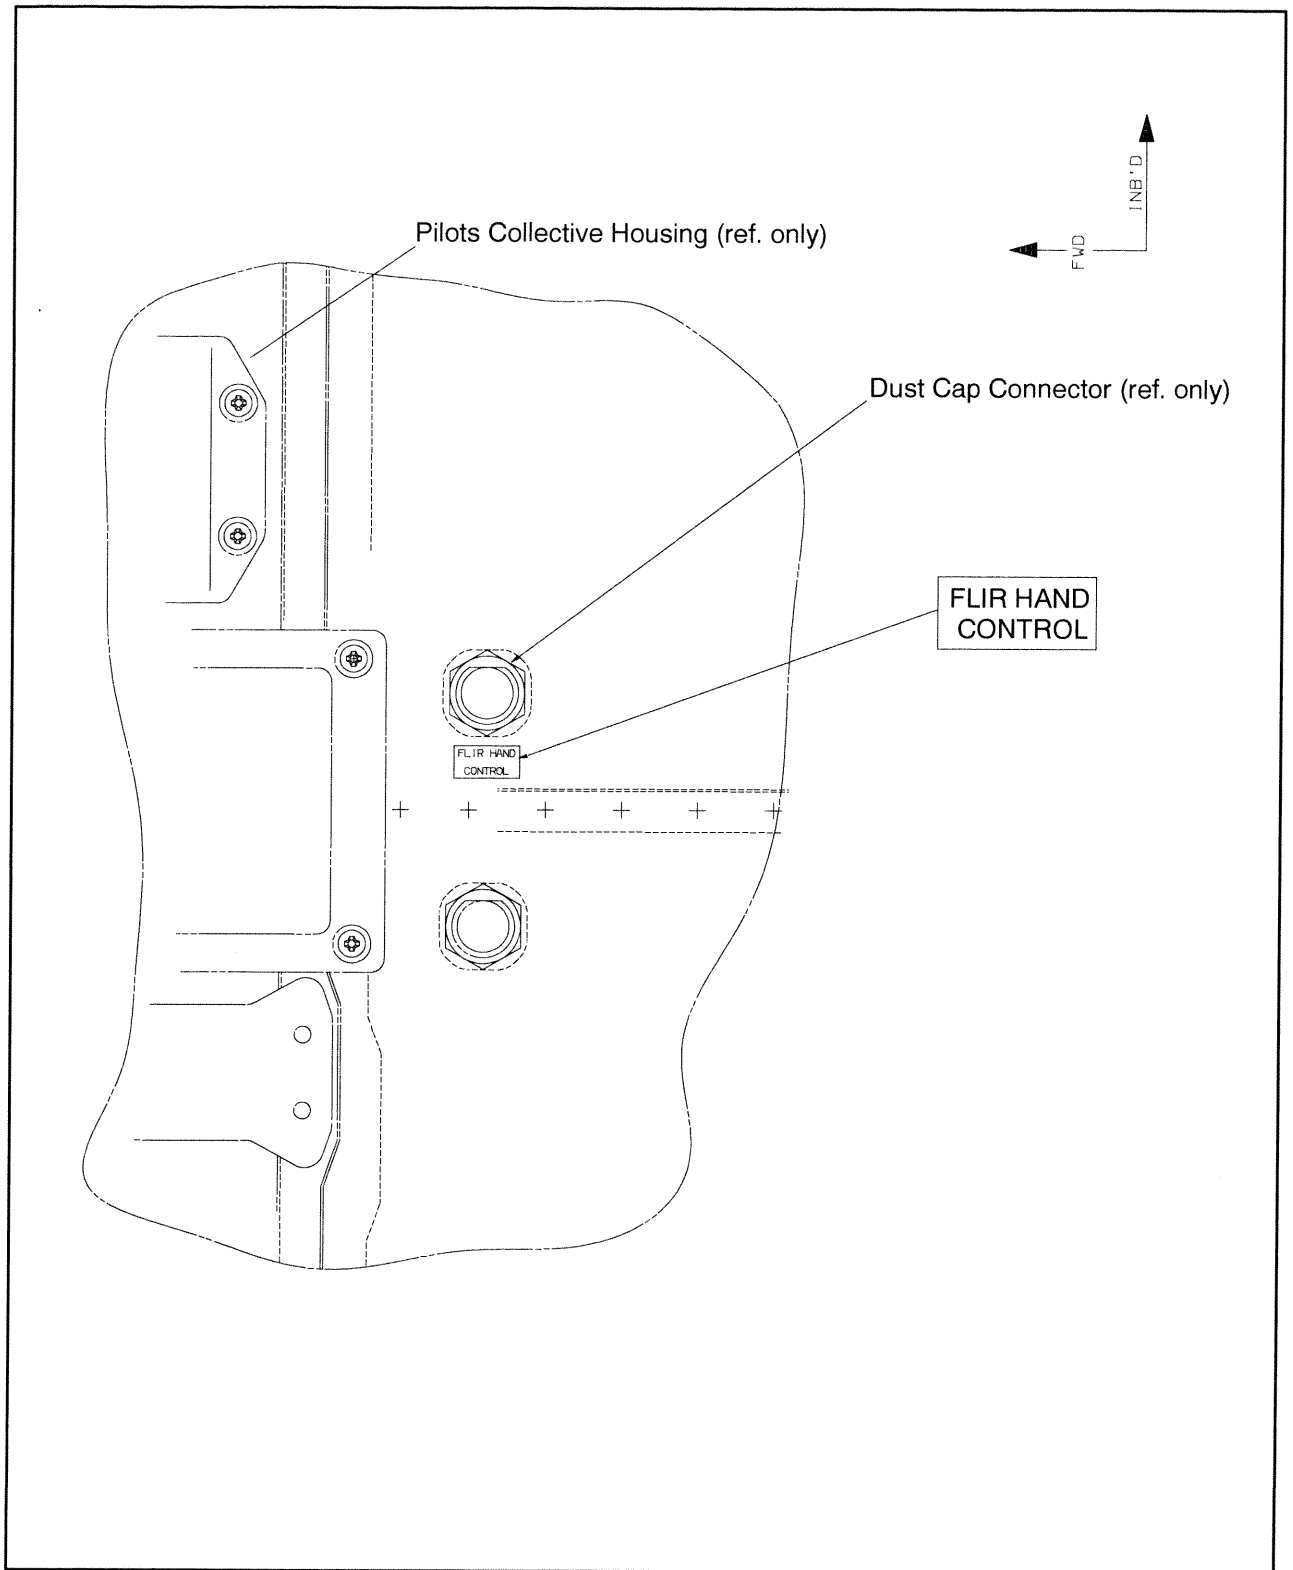 INB'D
FWD
Pilots Collective Housing (ref. only)
Dust Cap Connector (ref. only)
FLIR HAND
CONTROL
FLIR HAND
CONTROL